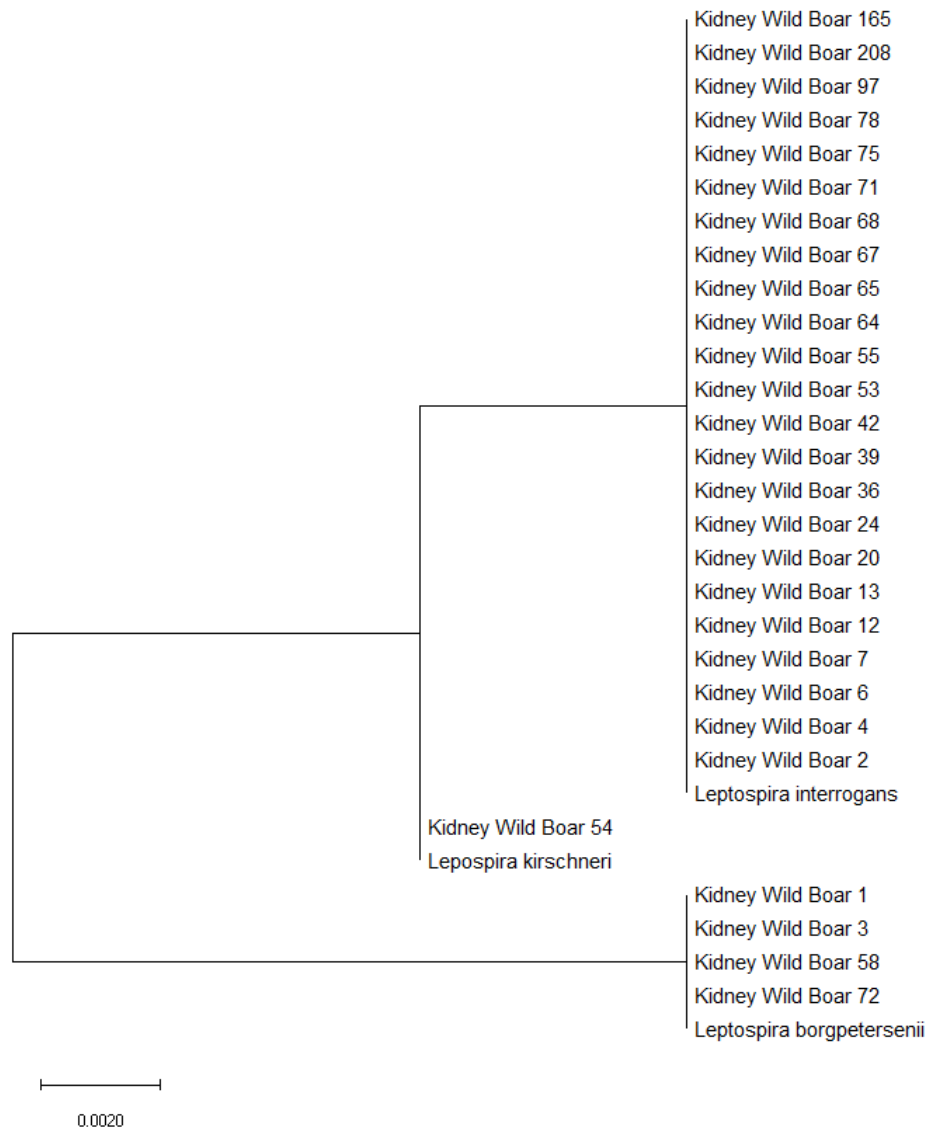 Kidney Wild Boar 165
Kidney Wild Boar 208
Kidney Wild Boar 97
Kidney Wild Boar 78
Kidney Wild Boar 75
Kidney Wild Boar 71
Kidney Wild Boar 68
Kidney Wild Boar 67
Kidney Wild Boar 65
Kidney Wild Boar 64
Kidney Wild Boar 55
Kidney Wild Boar 53
Kidney Wild Boar 42
Kidney Wild Boar 39
Kidney Wild Boar 36
Kidney Wild Boar 24
Kidney Wild Boar 20
Kidney Wild Boar 13
Kidney Wild Boar 12
Kidney Wild Boar 7
Kidney Wild Boar 6
Kidney Wild Boar 4
Kidney Wild Boar 2
Leptospira interrogans
Kidney Wild Boar 54
Lepospira kirschneri
Kidney Wild Boar 1
Kidney Wild Boar 3
Kidney Wild Boar 58
Kidney Wild Boar 72
Leptospira borgpetersenii
0.0020